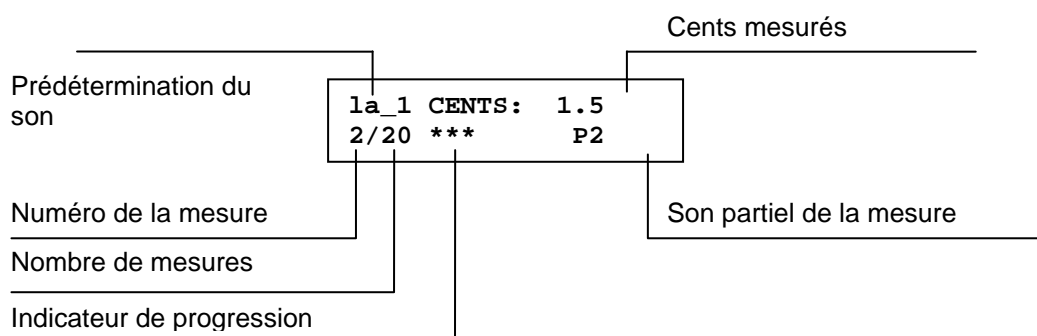 Cents mesurés
Prédétermination du
son
la_1 CENTS: 1.5
2/20 *** P2
Numéro de la mesure
Son partiel de la mesure
Nombre de mesures
Indicateur de progression